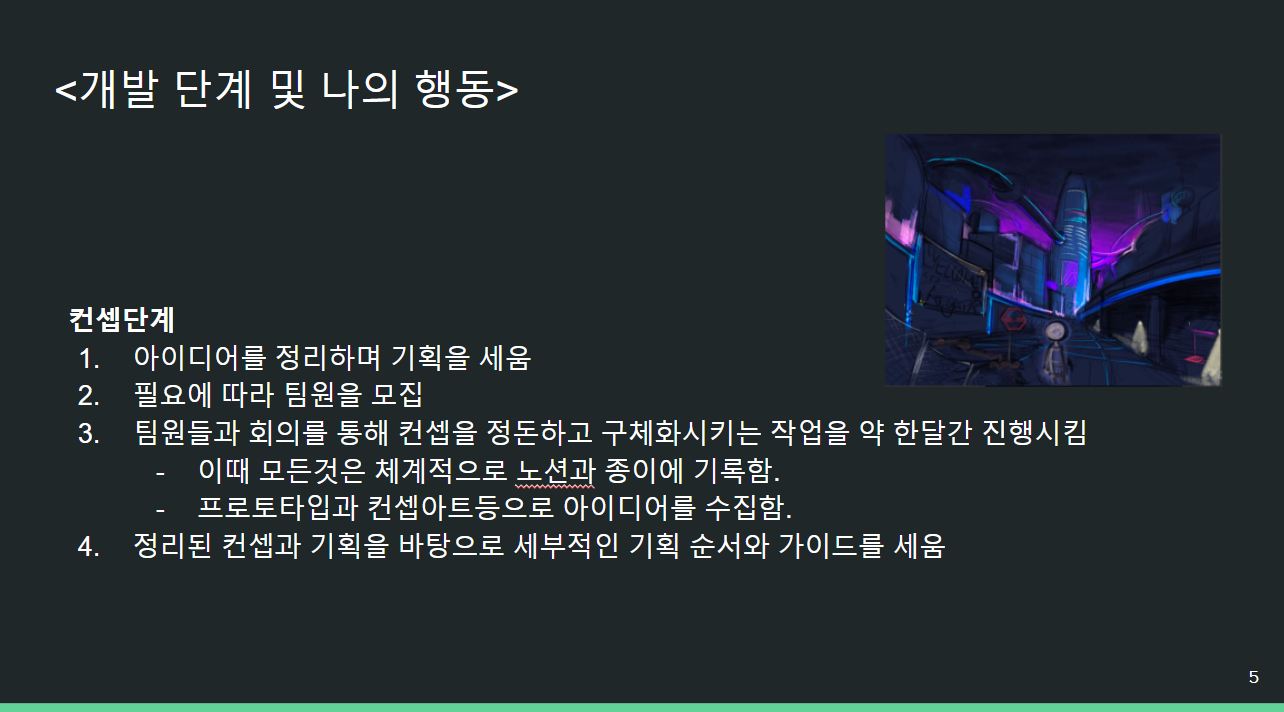 <개발 단계 및 나의 행동>
컨셉단계
1. 아이디어를 정리하며 기획을 세움
2. 필요에 따라 팀원을 모집
3. 팀원들과 회의를 통해 컨셉을 정돈하고 구체화시키는 작업을 약 한달간 진행시킴
- 이때 모든것은 체계적으로 노션과 종이에 기록함.
- 프로토타입과 컨셉아트등으로 아이디어를 수집함.
4. 정리된 컨셉과 기획을 바탕으로 세부적인 기획 순서와 가이드를 세움
5